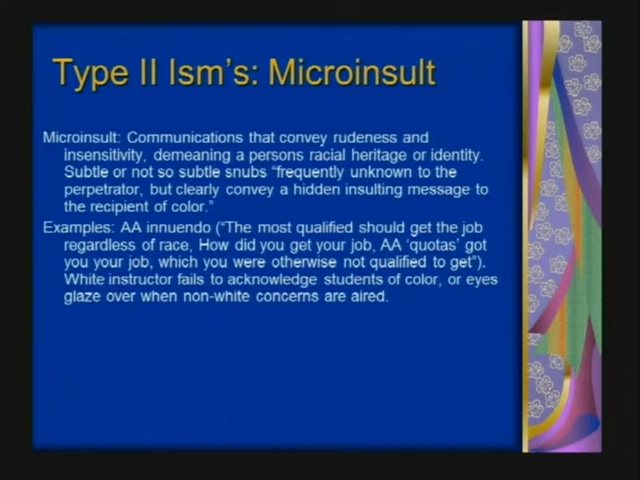 Type II Ism's: Microinsult
Microinsult: Communications that convey rudeness and
insensitivity, demeaning a persons racial heritage or identity.
Subtle or not so subtle snubs "frequently unknown to the
perpetrator, but clearly convey a hidden insulting message to
the recipient of color."
Examples: AA innuendo ("The most qualified should get the job
regardless of race, How did you get your job, AA 'quotas' got
you your job, which you were otherwise not qualified to get").
White instructor fails to acknowledge students of color, or eyes
glaze over when non-white concerns are aired.